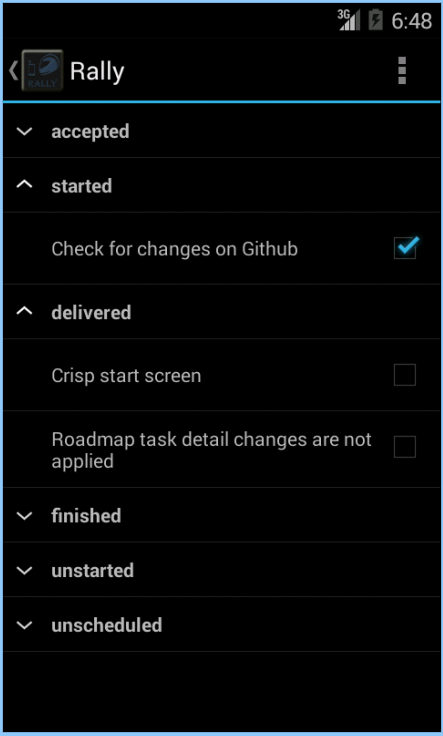 3G
6:48
RALLY
Rally
accepted
started
Check for changes on Github
delivered
Crisp start screen
Roadmap task detail changes are not
applied
finished
unstarted
unscheduled